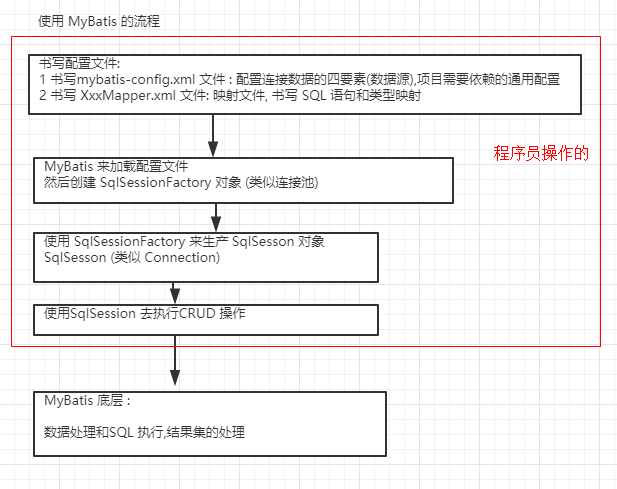 使用 MyBatis 的流程
书写配置文件:
1 书写mybatis-config.xml 文件 : 配置连接数据的四要素(数据源),项目需要依赖的通用配置
2 书写 XxxMapper.xml 文件: 映射文件, 书写 SQL 语句和类型映射
程序员操作的
MyBatis 来加载配置文件
然后创建 SqlSessionFactory 对象 (类似连接池)
使用 SqlSessionFactory 来生产 SqlSesson 对象
SqlSesson (类似 Connection)
使用SqlSession 去执行CRUD 操作
MyBatis 底层 :
数据处理和SQL 执行,结果集的处理